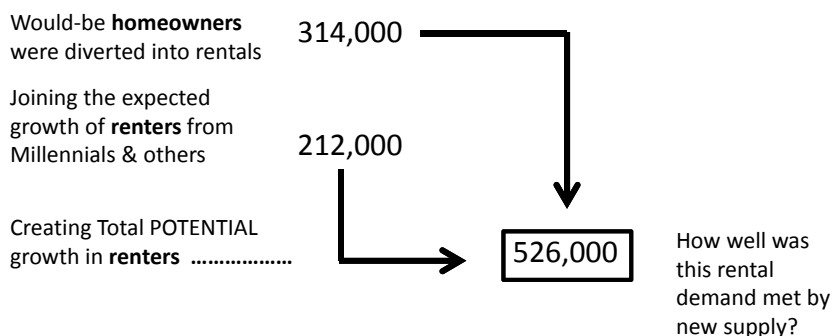 Would-be homeowners
were diverted into rentals
314,000
Joining the expected
growth of renters from
Millennials & others
212,000
Creating Total POTENTIAL
growth in renters ………………
526,000
How well was
this rental
demand met by
new supply?